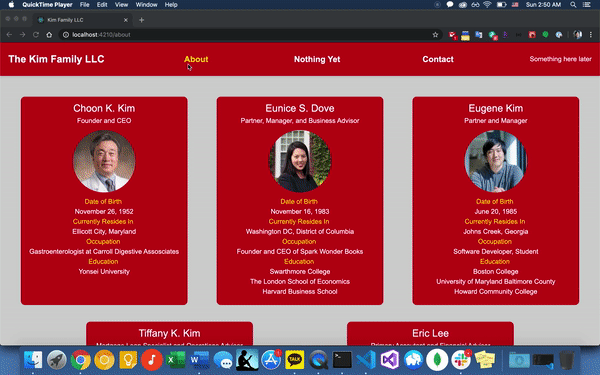 QuickTime Player File Edit View Window Help
100%
Sun 2:50 AM
Kim Family LLC
localhost:4210/about
The Kim Family LLC About Nothing Yet Contact Something here later
Choon K. Kim
Founder and CEO
Date of Birth
November 26, 1952
Currently Resides In
Ellicott City, Maryland
Occupation
Gastroenterologist at Carroll Digestive Assosciates
Education
Yonsei University
Eunice S. Dove
Partner, Manager, and Business Advisor
Date of Birth
November 16, 1983
Currently Resides In
Washington DC, District of Columbia
Occupation
Founder and CEO of Spark Wonder Books
Education
Swarthmore College
The London School of Economics
Harvard Business School
Eugene Kim
Partner and Manager
Date of Birth
June 20, 1985
Currently Resides In
Johns Creek, Georgia
Occupation
Software Developer, Student
Education
Boston College
University of Maryland Baltimore County
Howard Community College
Tiffany K. Kim
Eric Lee
TALK